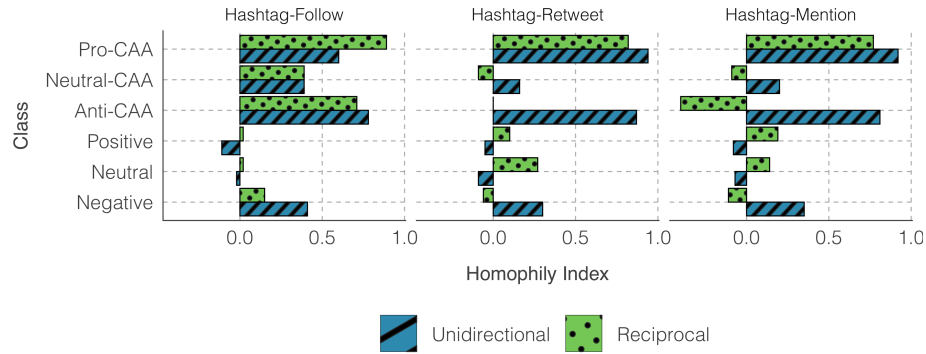 Hashtag-Follow Hashtag-Retweet Hashtag-Mention
Class
Pro-CAA
Neutral-CAA
Anti-CAA
Positive
Neutral
Negative
0.0 0.5 1.0 0.0 0.5 1.0 0.0 0.5 1.0
Homophily Index
Unidirectional Reciprocal